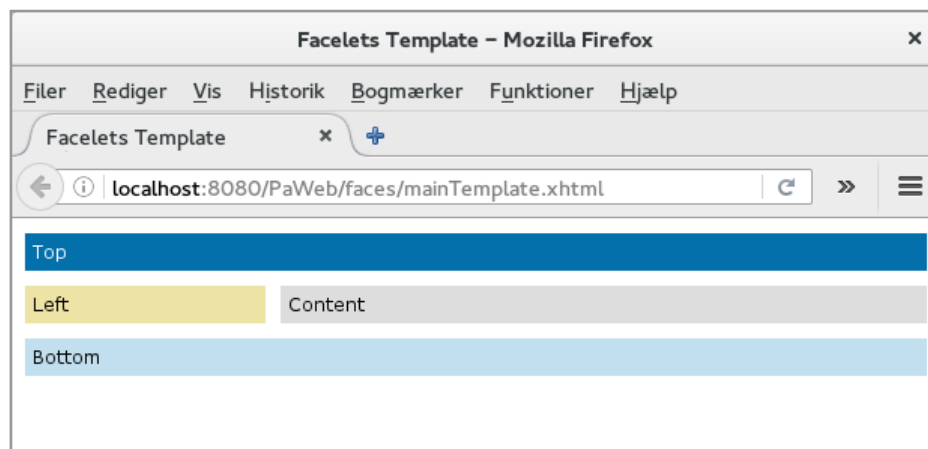 Facelets Template – Mozilla Firefox
Filer Rediger Vis Historik Bogmærker Funktioner Hjælp
Facelets Template
localhost:8080/PaWeb/faces/mainTemplate.xhtml
Top
Left Content
Bottom